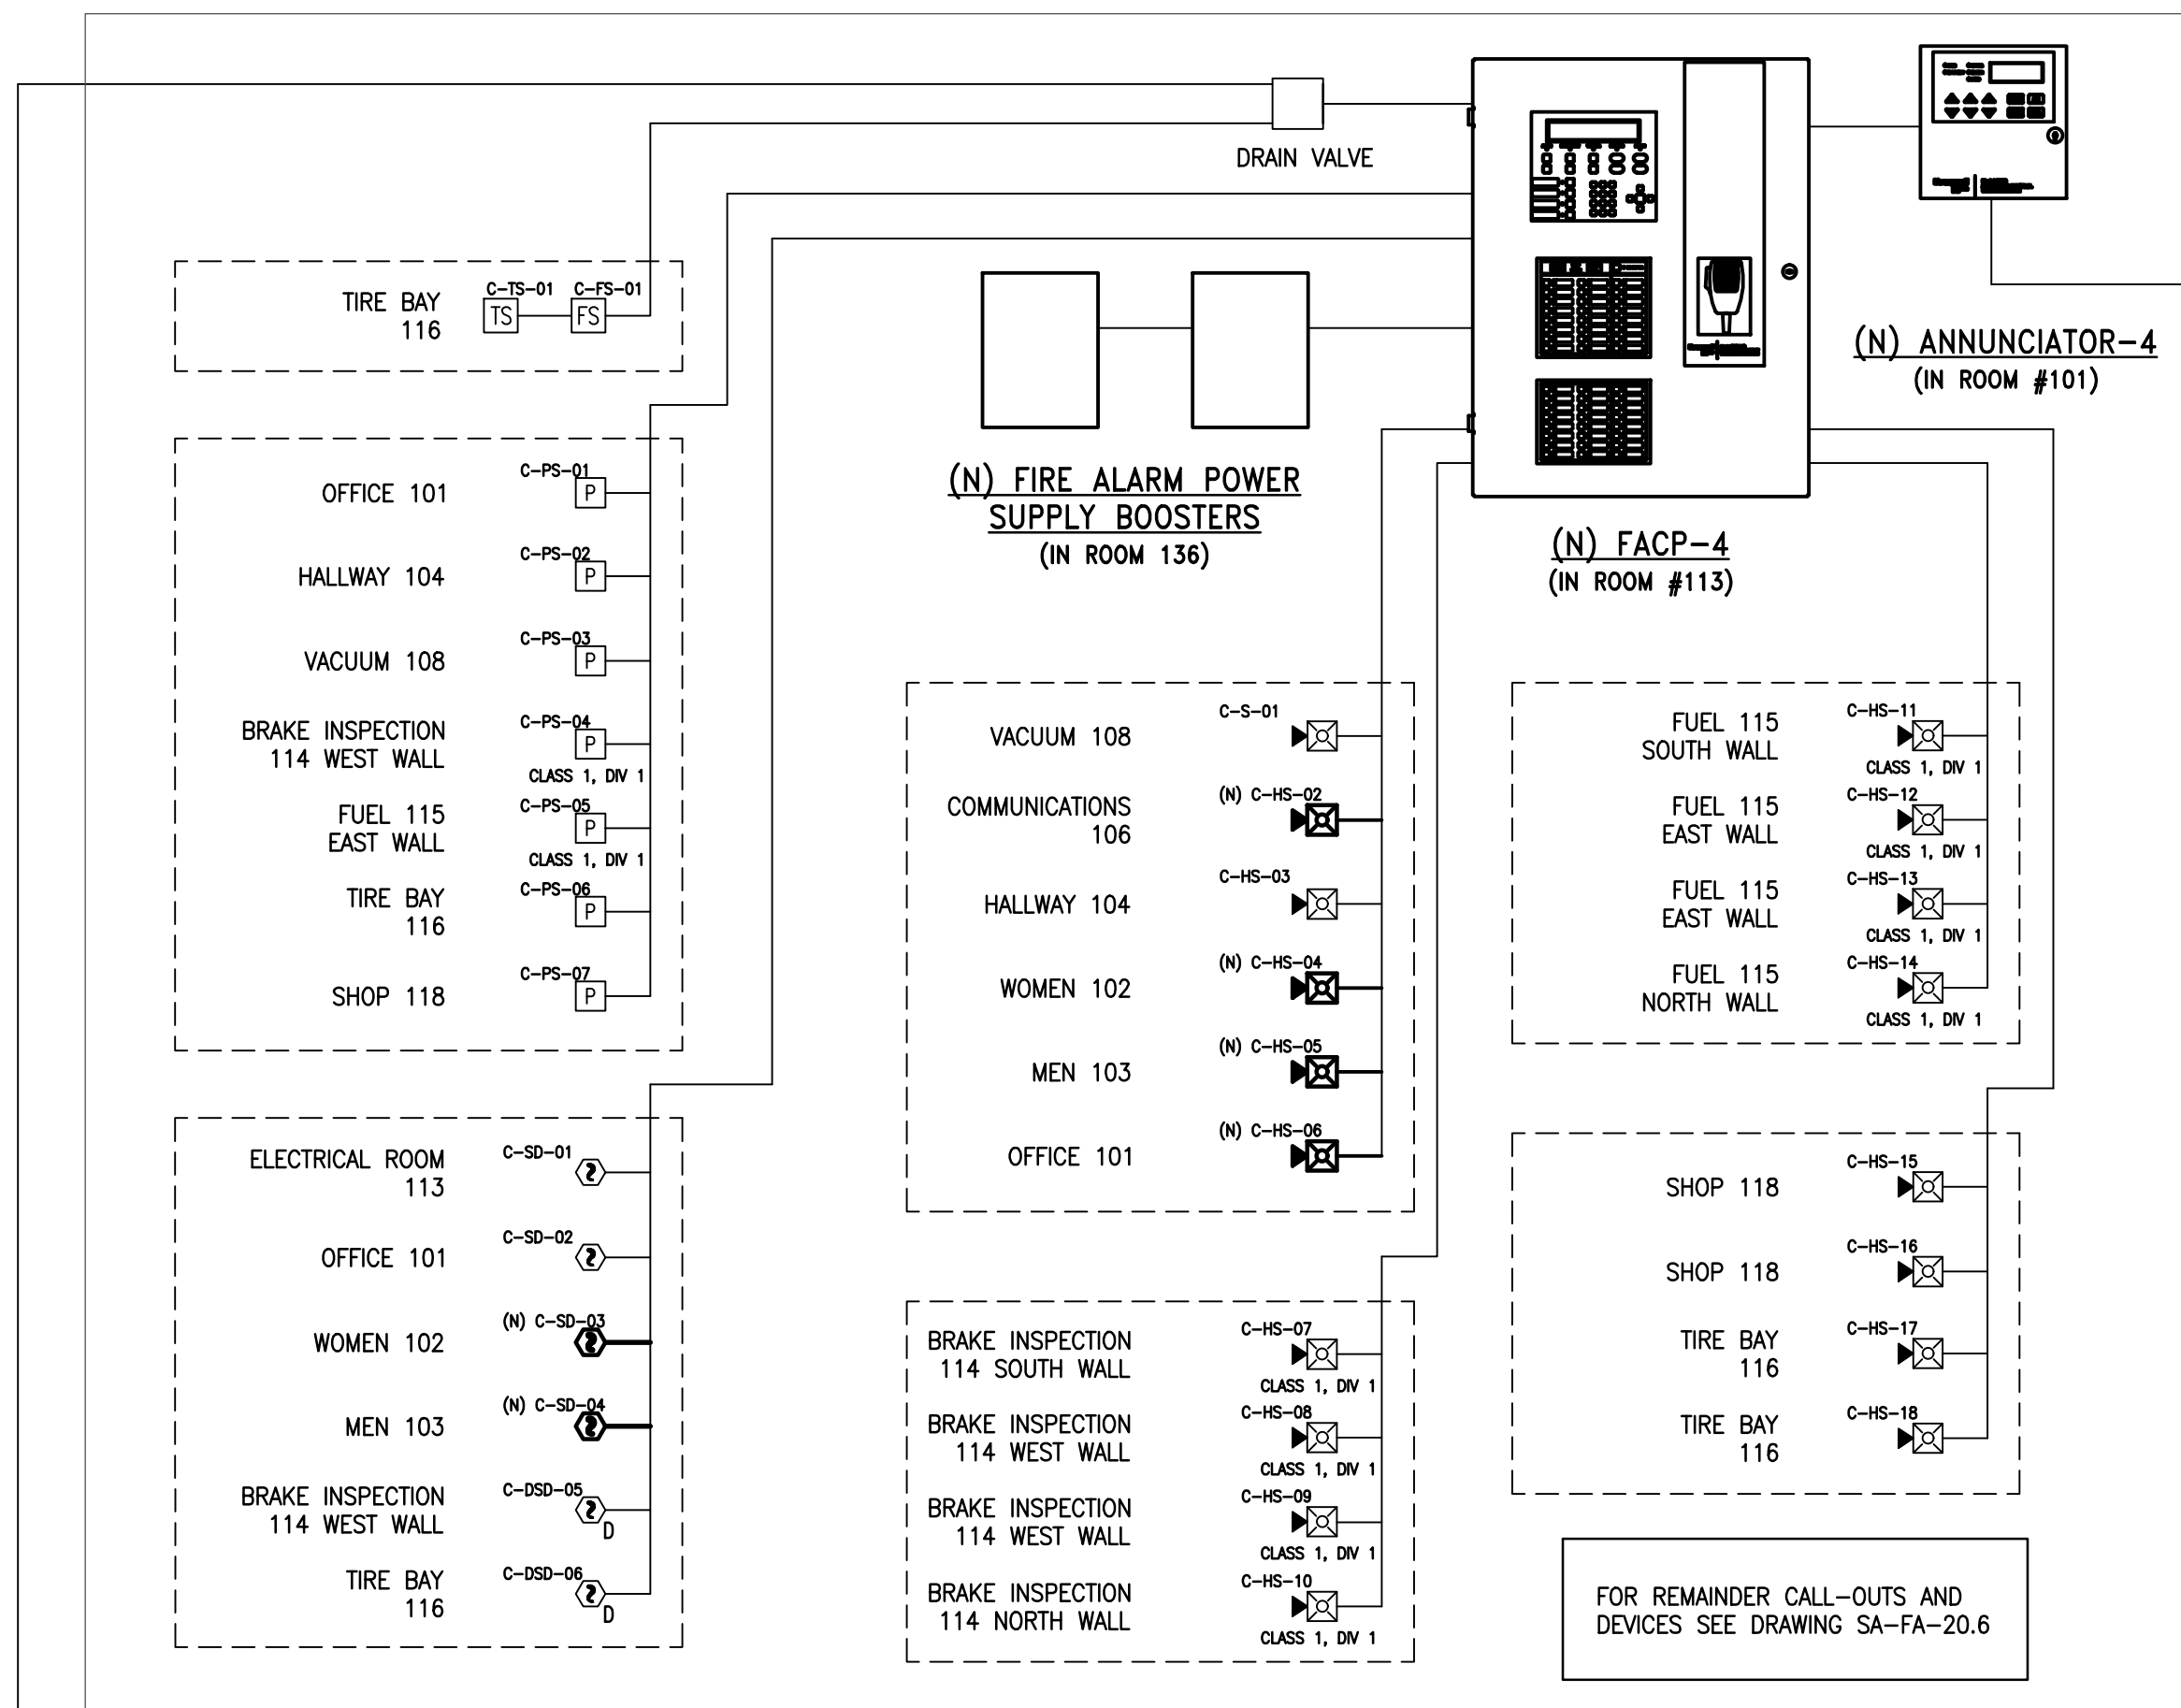 DRAIN VALVE
(N) ANNUNCIATOR-4
(IN ROOM #101)
TIRE BAY
116
C-TS-01
TS
C-FS-01
FS
(N) FIRE ALARM POWER
SUPPLY BOOSTERS
(IN ROOM 136)
(N) FACP-4
(IN ROOM #113)
OFFICE 101
C-PS-01
P
HALLWAY 104
C-PS-02
P
VACUUM 108
C-PS-03
P
BRAKE INSPECTION
114 WEST WALL
C-PS-04
P
CLASS 1, DIV 1
FUEL 115
EAST WALL
C-PS-05
P
CLASS 1, DIV 1
TIRE BAY
116
C-PS-06
P
SHOP 118
C-PS-07
P
ELECTRICAL ROOM
113
C-SD-01
OFFICE 101
C-SD-02
WOMEN 102
(N) C-SD-03
MEN 103
(N) C-SD-04
BRAKE INSPECTION
114 WEST WALL
C-DSD-05
D
TIRE BAY
116
C-DSD-06
D
VACUUM 108
C-S-01
COMMUNICATIONS
106
(N) C-HS-02
HALLWAY 104
C-HS-03
WOMEN 102
(N) C-HS-04
MEN 103
(N) C-HS-05
OFFICE 101
(N) C-HS-06
BRAKE INSPECTION
114 SOUTH WALL
C-HS-07
CLASS 1, DIV 1
BRAKE INSPECTION
114 WEST WALL
C-HS-08
CLASS 1, DIV 1
BRAKE INSPECTION
114 WEST WALL
C-HS-09
CLASS 1, DIV 1
BRAKE INSPECTION
114 NORTH WALL
C-HS-10
CLASS 1, DIV 1
FUEL 115
SOUTH WALL
C-HS-11
CLASS 1, DIV 1
FUEL 115
EAST WALL
C-HS-12
CLASS 1, DIV 1
FUEL 115
EAST WALL
C-HS-13
CLASS 1, DIV 1
FUEL 115
NORTH WALL
C-HS-14
CLASS 1, DIV 1
SHOP 118
C-HS-15
SHOP 118
C-HS-16
TIRE BAY
116
C-HS-17
TIRE BAY
116
C-HS-18
FOR REMAINDER CALL-OUTS AND
DEVICES SEE DRAWING SA-FA-20.6